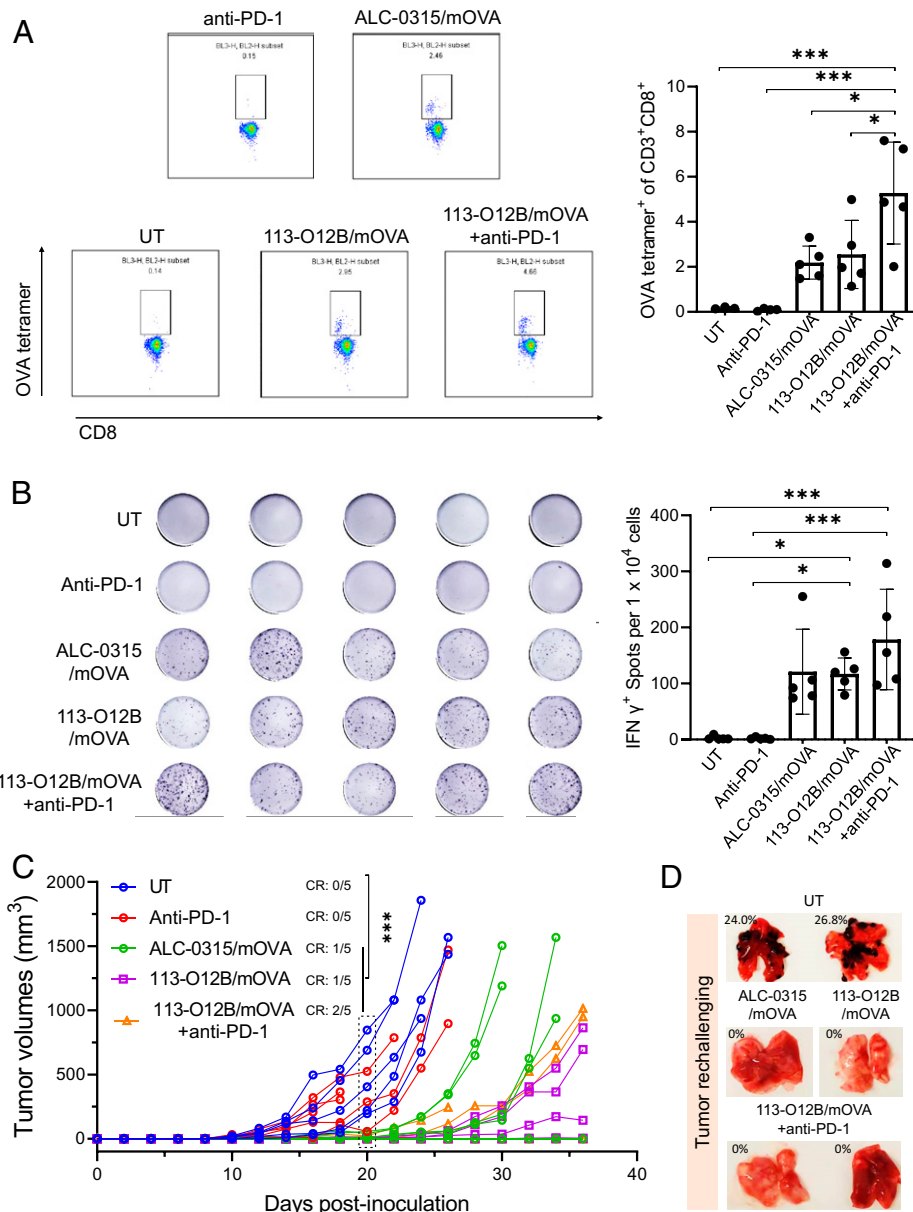 A
anti-PD-1
ALC-0315/mOVA
BL3-H, BL2-H subset
0.15
BL3-H, BL2-H subset
2.46
UT
113-O12B/mOVA
113-O12B/mOVA
+anti-PD-1
BL3-H, BL2-H subset
0.14
BL3-H, BL2-H subset
2.95
BL3-H, BL2-H subset
4.66
OVA tetramer
CD8
OVA tetramer⁺ of CD3⁺CD8⁺
10
8
6
4
2
0
***
***
*
*
UT
Anti-PD-1
ALC-0315/mOVA
113-O12B/mOVA
113-O12B/mOVA
+anti-PD-1
B
UT
Anti-PD-1
ALC-0315
/mOVA
113-O12B
/mOVA
113-O12B/mOVA
+anti-PD-1
IFN γ⁺ Spots per 1 x 10⁴ cells
400
300
200
100
0
***
***
*
*
UT
Anti-PD-1
ALC-0315/mOVA
113-O12B/mOVA
113-O12B/mOVA
+anti-PD-1
C
Tumor volumes (mm³)
2000
1500
1000
500
0
UT
CR: 0/5
Anti-PD-1
CR: 0/5
ALC-0315/mOVA
CR: 1/5
113-O12B/mOVA
CR: 1/5
113-O12B/mOVA
+anti-PD-1
CR: 2/5
***
0
10
20
30
Days post-inoculation
D
Tumor rechallenging
UT
24.0%
26.8%
ALC-0315
/mOVA
113-O12B
/mOVA
0%
0%
113-O12B/mOVA
+anti-PD-1
0%
0%